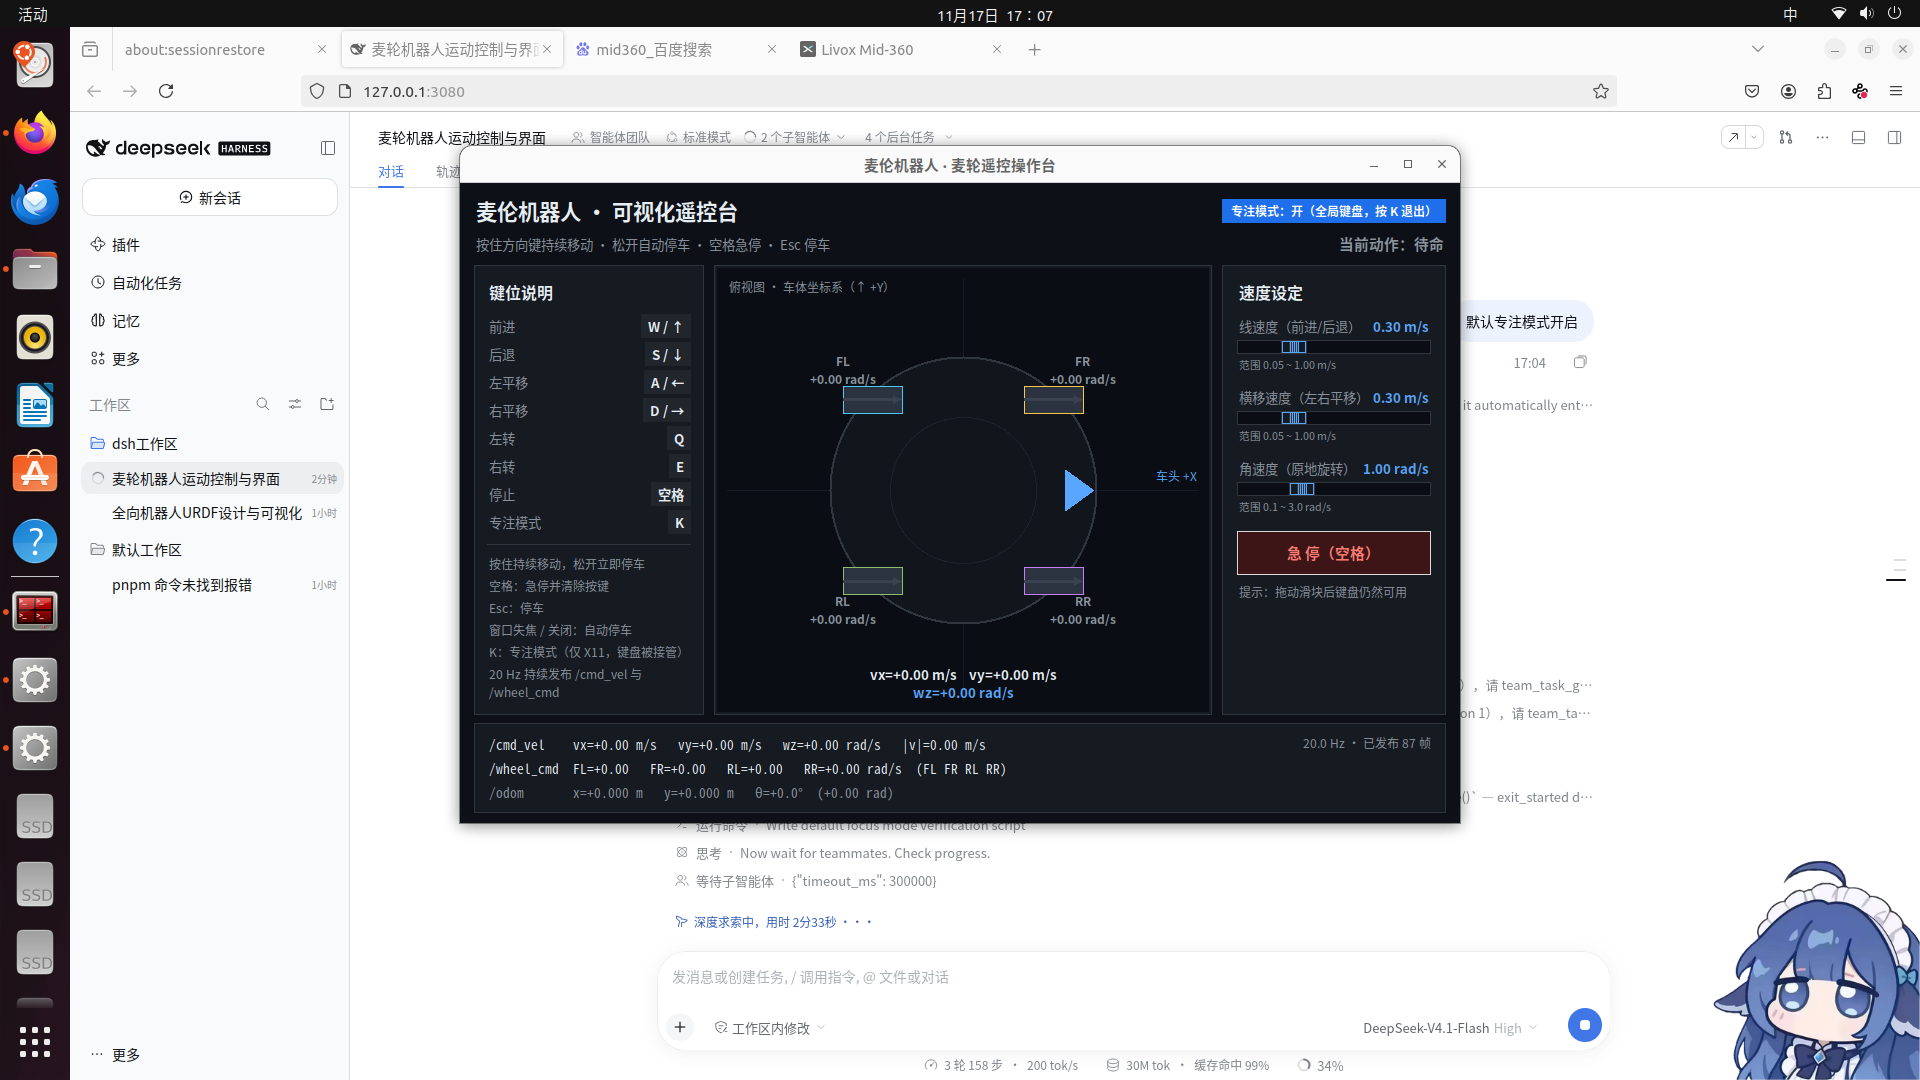 活动
11月17日 17：07
中
about:sessionrestore
麦轮机器人运动控制与界面
mid360_百度搜索
Livox Mid-360
127.0.0.1:3080
deepseek HARNESS
新会话
插件
自动化任务
记忆
更多
工作区
dsh工作区
麦轮机器人运动控制与界面 2分钟
全向机器人URDF设计与可视化 1小时
默认工作区
pnpm 命令未找到报错 1小时
更多
麦轮机器人运动控制与界面 智能体团队 标准模式 2 个子智能体 4 个后台任务
对话 轨迹
麦伦机器人 · 麦轮遥控操作台
麦伦机器人 · 可视化遥控台
专注模式：开（全局键盘，按 K 退出）
按住方向键持续移动 · 松开自动停车 · 空格急停 · Esc 停车
当前动作：待命
键位说明
前进 W / ↑
后退 S / ↓
左平移 A / ←
右平移 D / →
左转 Q
右转 E
停止 空格
专注模式 K
按住持续移动，松开立即停车
空格：急停并清除按键
Esc：停车
窗口失焦 / 关闭：自动停车
K：专注模式（仅 X11，键盘被接管）
20 Hz 持续发布 /cmd_vel 与
/wheel_cmd
俯视图 · 车体坐标系（↑ +Y）
FL
+0.00 rad/s
FR
+0.00 rad/s
车头 +X
RL
+0.00 rad/s
RR
+0.00 rad/s
vx=+0.00 m/s vy=+0.00 m/s
wz=+0.00 rad/s
速度设定
线速度（前进/后退） 0.30 m/s
范围 0.05 ~ 1.00 m/s
横移速度（左右平移） 0.30 m/s
范围 0.05 ~ 1.00 m/s
角速度（原地旋转） 1.00 rad/s
范围 0.1 ~ 3.0 rad/s
急 停（空格）
提示：拖动滑块后键盘仍然可用
/cmd_vel vx=+0.00 m/s vy=+0.00 m/s wz=+0.00 rad/s |v|=0.00 m/s
20.0 Hz · 已发布 87 帧
/wheel_cmd FL=+0.00 FR=+0.00 RL=+0.00 RR=+0.00 rad/s (FL FR RL RR)
/odom x=+0.000 m y=+0.000 m θ=+0.0° (+0.00 rad)
默认专注模式开启
17:04
it automatically ent…
），请 team_task_g…
on 1），请 team_ta…
()` — exit_started d…
运行命令 · Write default focus mode verification script
思考 · Now wait for teammates. Check progress.
等待子智能体 · {"timeout_ms": 300000}
深度求索中，用时 2分33秒 · · ·
发消息或创建任务, / 调用指令, @ 文件或对话
工作区内修改
DeepSeek-V4.1-Flash High
3 轮 158 步 · 200 tok/s 30M tok · 缓存命中 99% 34%
SSD
SSD
SSD